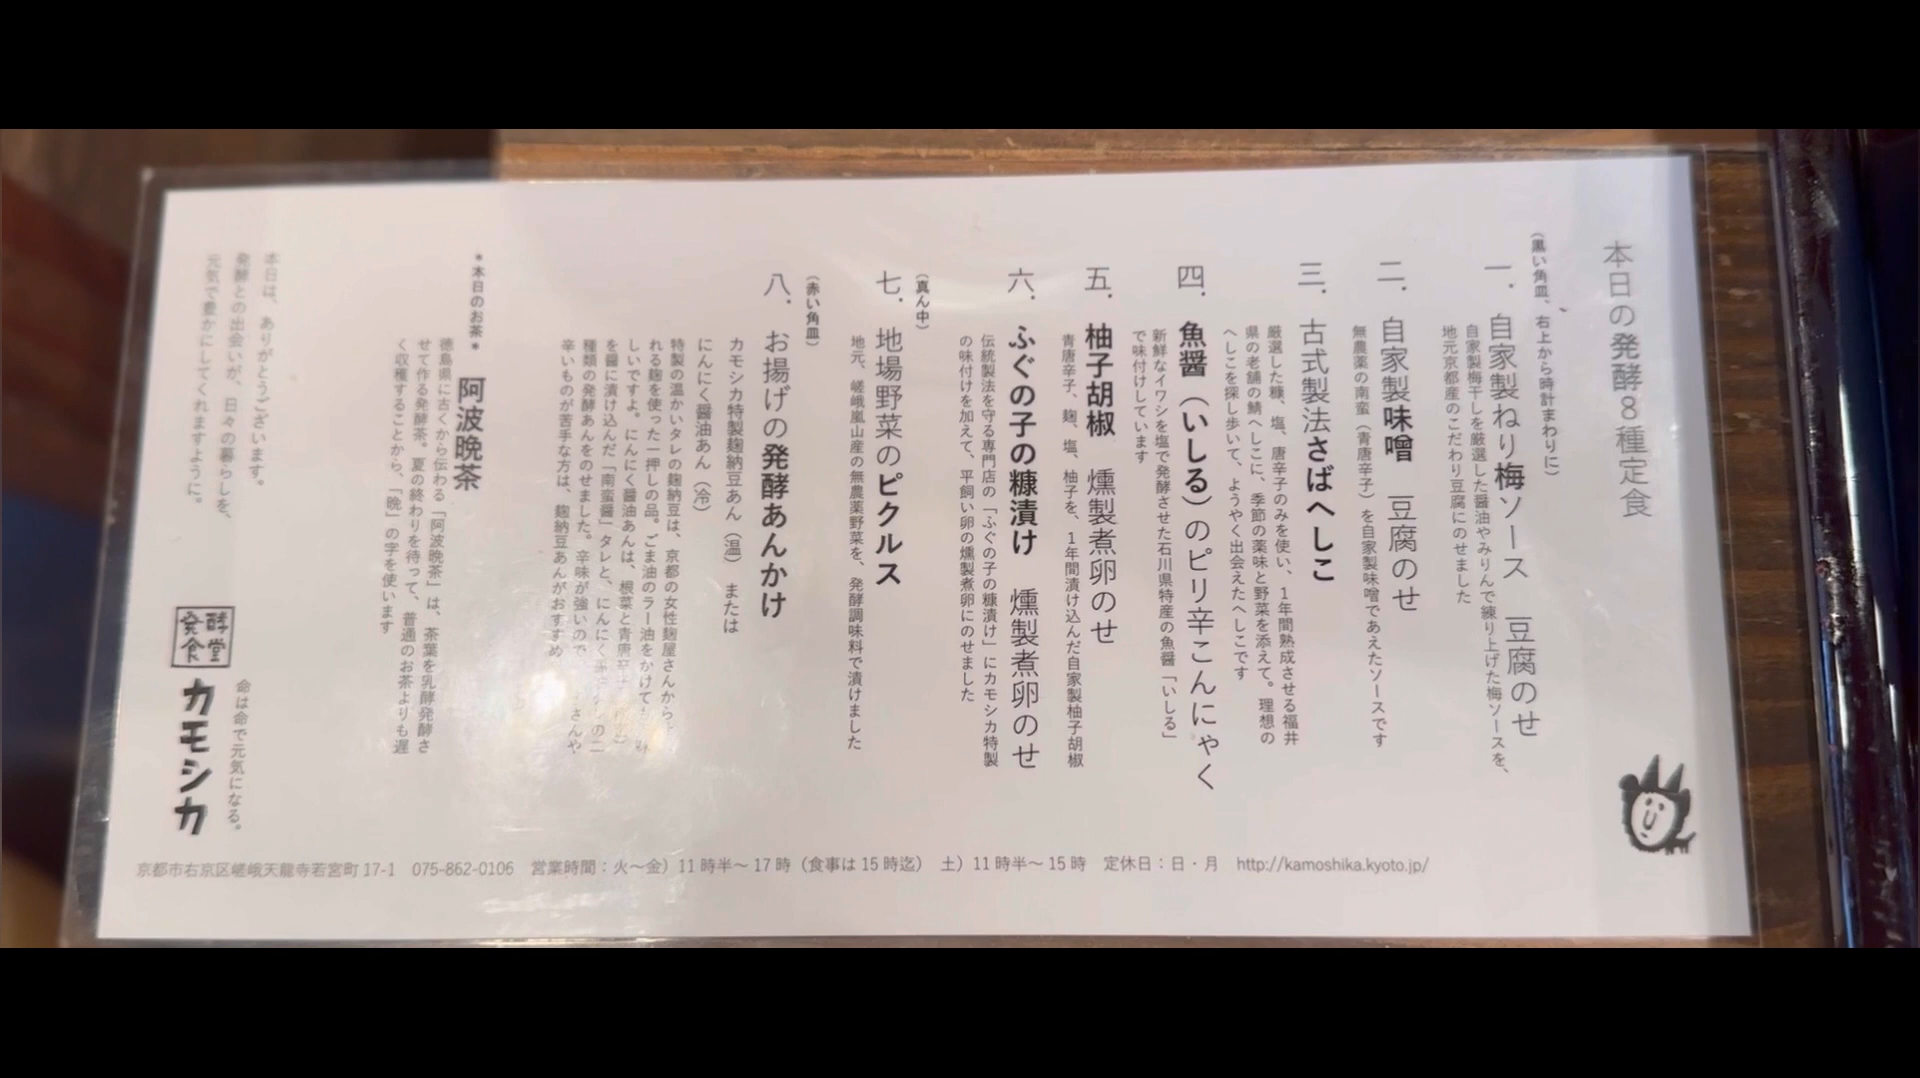 本日の発酵8種定食
（黒い角皿、右上から時計まわりに）
一．自家製ねり梅ソース　豆腐のせ
自家製梅干しを厳選した醤油やみりんで練り上げた梅ソースを、
地元京都産のこだわり豆腐にのせました
二．自家製味噌　豆腐のせ
無農薬の南蛮（青唐辛子）を自家製味噌であえたソースです
三．古式製法さばへしこ
厳選した糠、塩、唐辛子のみを使い、1年間熟成させる福井
県の老舗の鯖へしこに、季節の薬味と野菜を添えて。理想の
へしこを探し歩いて、ようやく出会えたへしこです
四．魚醤（いしる）のピリ辛こんにゃく
新鮮なイワシを塩で発酵させた石川県特産の魚醤「いしる」
で味付けしています
五．柚子胡椒　燻製煮卵のせ
青唐辛子、麹、塩、柚子を、1年間漬け込んだ自家製柚子胡椒
六．ふぐの子の糠漬け　燻製煮卵のせ
伝統製法を守る専門店の「ふぐの子の糠漬け」にカモシカ特製
の味付けを加えて、平飼い卵の燻製煮卵にのせました
（真ん中）
七．地場野菜のピクルス
地元、嵯峨嵐山産の無農薬野菜を、発酵調味料で漬けました
（赤い角皿）
八．お揚げの発酵あんかけ
カモシカ特製麹納豆あん（温）　または
にんにく醤油あん（冷）
特製の温かいタレの麹納豆は、京都の女性麹屋さんから
れる麹を使った一押しの品。ごま油のラー油をかけても
しいですよ。にんにく醤油あんは、根菜と青唐辛
を醤に漬け込んだ「南蛮醤」タレと、にんにく の二
種類の発酵あんをのせました。辛味が強いので さんや
辛いものが苦手な方は、麹納豆あんがおすすめ
＊本日のお茶＊　阿波晩茶
徳島県に古くから伝わる「阿波晩茶」は、茶葉を乳酸発酵さ
せて作る発酵茶。夏の終わりを待って、普通のお茶よりも遅
く収穫することから、「晩」の字を使います
本日は、ありがとうございます。
発酵との出会いが、日々の暮らしを、
元気で豊かにしてくれますように。
命は命で元気になる。
発酵食堂
カモシカ
京都市右京区嵯峨天龍寺若宮町 17-1　075-862-0106　営業時間：火〜金）11時半〜17時（食事は15時迄）　土）11時半〜15時　定休日：日・月　http://kamoshika.kyoto.jp/